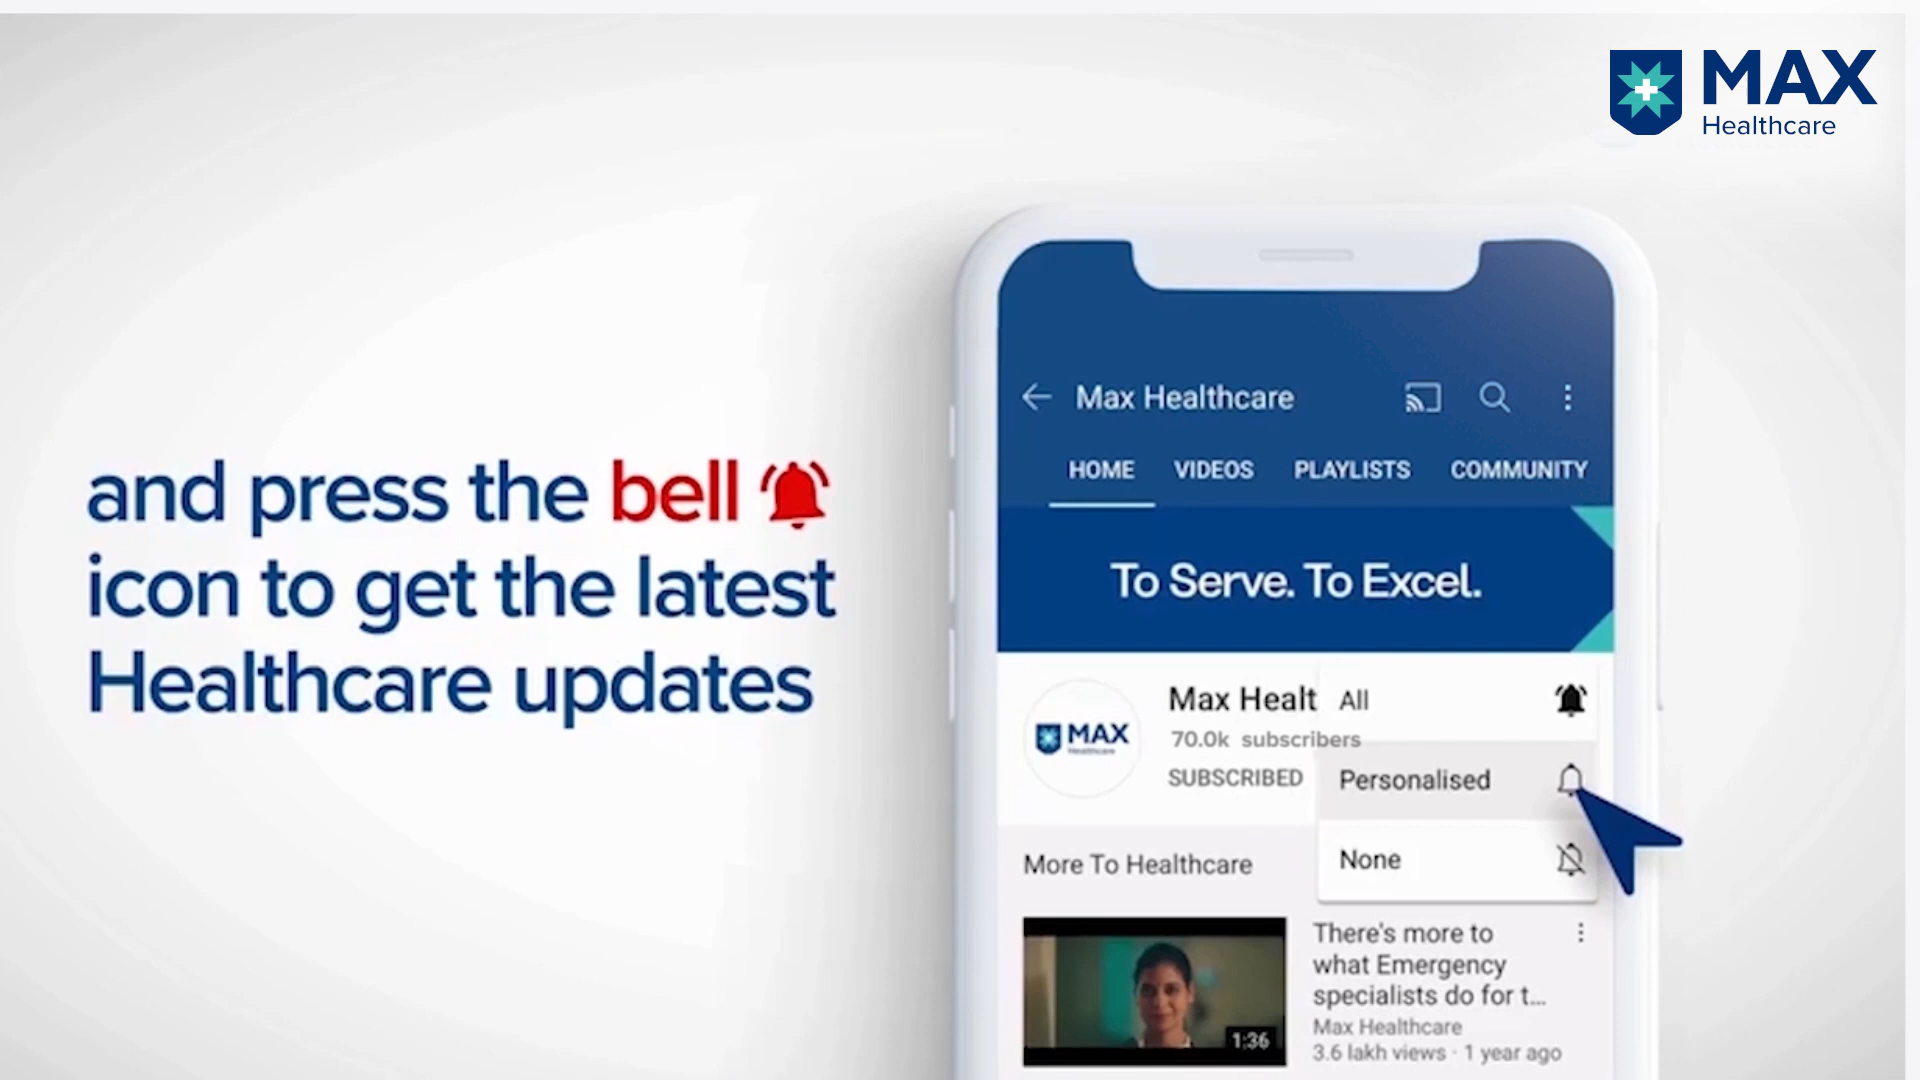 MAX
Healthcare
and press the bell
icon to get the latest
Healthcare updates
Max Healthcare
HOME VIDEOS PLAYLISTS COMMUNITY
To Serve. To Excel.
MAX
Healthcare
Max Healt
70.0k subscribers
SUBSCRIBED
All
Personalised
None
More To Healthcare
1:36
There's more to
what Emergency
specialists do for t...
Max Healthcare
3.6 lakh views · 1 year ago